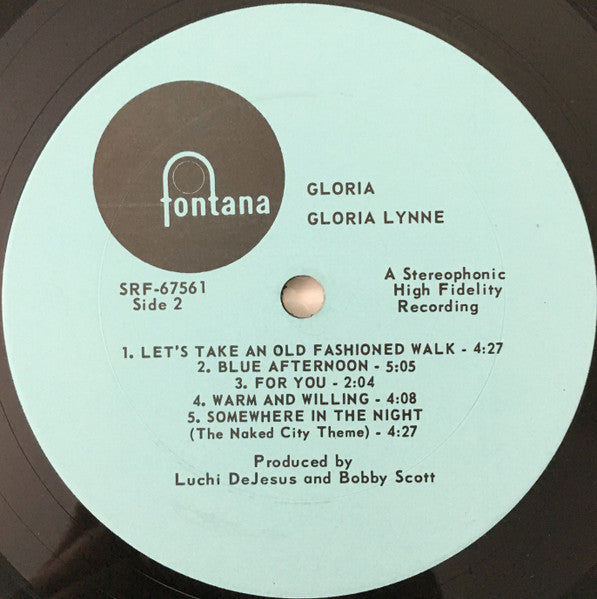 fontana
GLORIA
GLORIA LYNNE
SRF-67561
Side 2
A Stereophonic
High Fidelity
Recording
1. LET'S TAKE AN OLD FASHIONED WALK - 4:27
2. BLUE AFTERNOON - 5:05
3. FOR YOU - 2:04
4. WARM AND WILLING - 4:08
5. SOMEWHERE IN THE NIGHT
(The Naked City Theme) - 4:27
Produced by
Luchi DeJesus and Bobby Scott